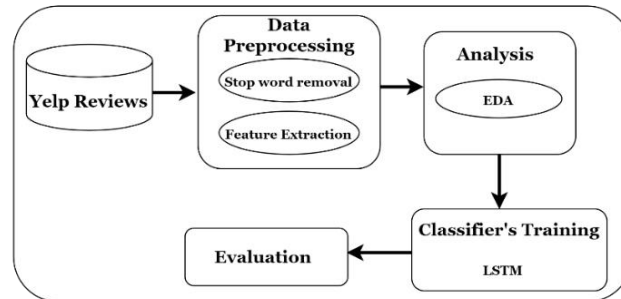 Yelp Reviews
Data
Preprocessing
Stop word removal
Feature Extraction
Analysis
EDA
Classifier's Training
LSTM
Evaluation